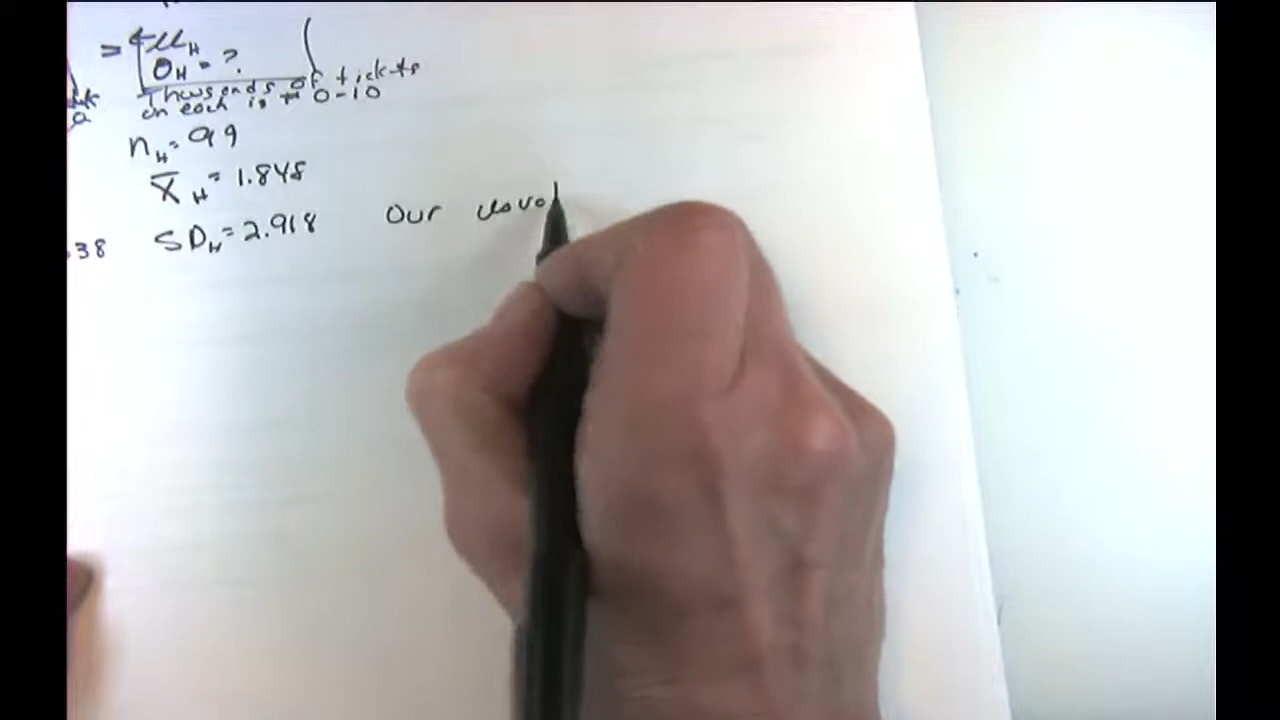 > μH
σH = ?
Thousands of tickets
on each is # 0-10
nH = 99
X̄H = 1.848
SDH = 2.918 Our
38